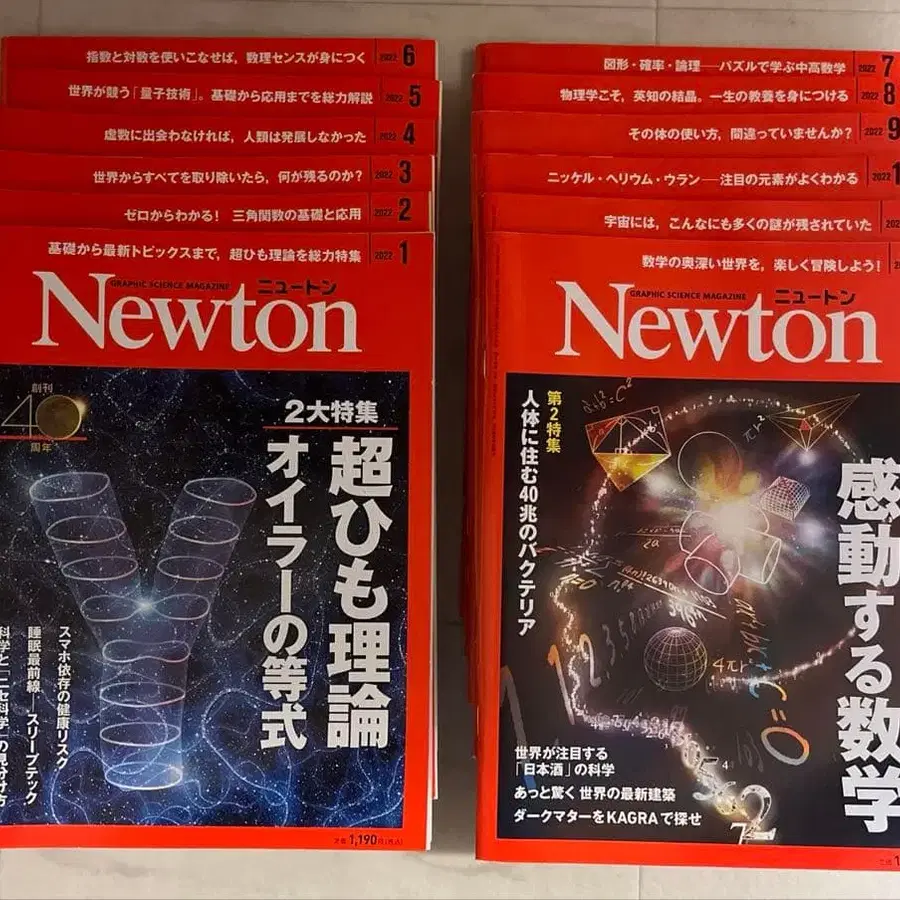 指数と対数を使いこなせば，数理センスが身につく 2022 6
世界が競う「量子技術」。基礎から応用までを総力解説 2022 5
虚数に出会わなければ，人類は発展しなかった 2022 4
世界からすべてを取り除いたら，何が残るのか？ 2022 3
ゼロからわかる！ 三角関数の基礎と応用 2022 2
基礎から最新トピックスまで，超ひも理論を総力特集 2022 1
GRAPHIC SCIENCE MAGAZINE
ニュートン
Newton
創刊
40
周年
2大特集
超ひも理論
オイラーの等式
スマホ依存の健康リスク
睡眠最前線―スリープテック
科学と「ニセ科学」の見分け方
定価1,190円(税込)
図形・確率・論理――パズルで学ぶ中高数学 2022 7
物理学こそ，英知の結晶。一生の教養を身につける 2022 8
その体の使い方，間違っていませんか？ 2022 9
ニッケル・ヘリウム・ウラン――注目の元素がよくわかる 2022 1
宇宙には，こんなにも多くの謎が残されていた
数学の奥深い世界を，楽しく冒険しよう！
GRAPHIC SCIENCE MAGAZINE
ニュートン
Newton
第2特集
人体に住む40兆のバクテリア
感動する数学
世界が注目する
「日本酒」の科学
あっと驚く 世界の最新建築
ダークマターをKAGRAで探せ